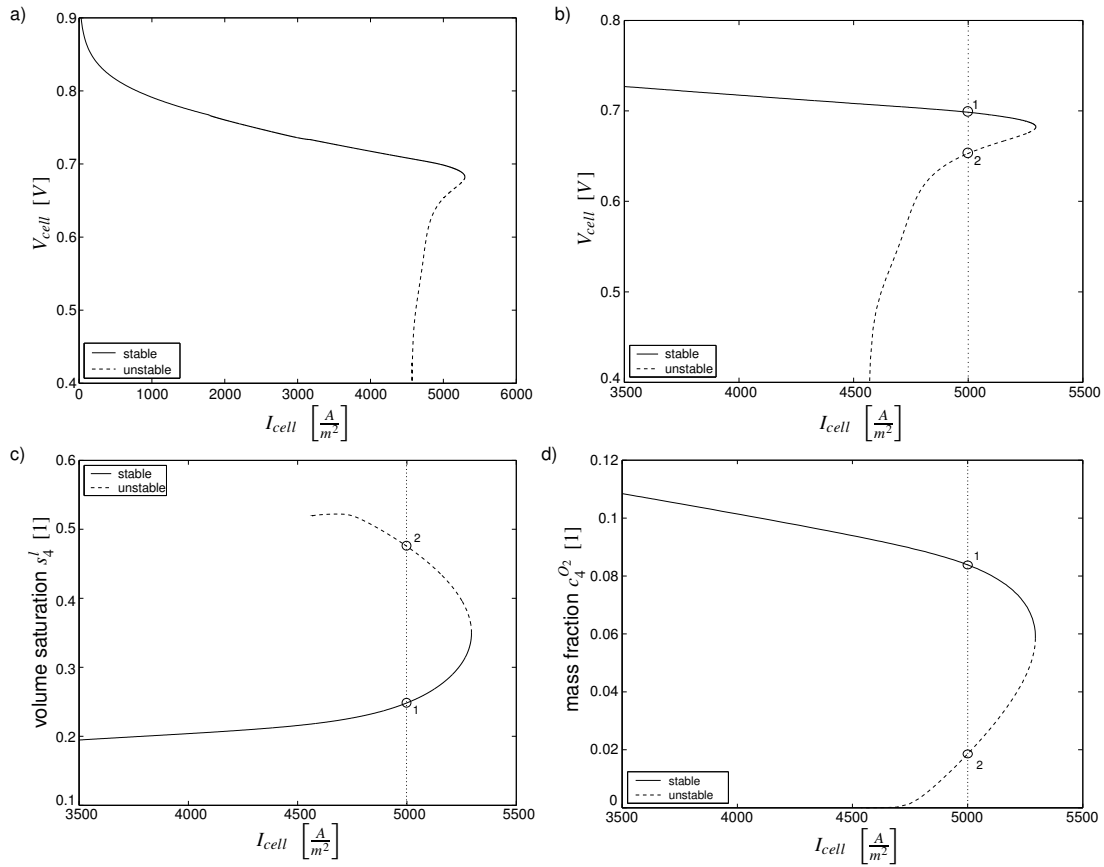 a)
0.9
0.8
0.7
0.6
0.5
0.4
V_cell [V]
stable
unstable
0 1000 2000 3000 4000 5000 6000
I_cell [A/m²]
b)
0.8
0.7
0.6
0.5
0.4
V_cell [V]
1
2
stable
unstable
3500 4000 4500 5000 5500
I_cell [A/m²]
c)
0.6
0.5
0.4
0.3
0.2
0.1
volume saturation s₄ˡ [1]
stable
unstable
2
1
3500 4000 4500 5000 5500
I_cell [A/m²]
d)
0.12
0.1
0.08
0.06
0.04
0.02
0
mass fraction c₄^O₂ [1]
1
2
stable
unstable
3500 4000 4500 5000 5500
I_cell [A/m²]